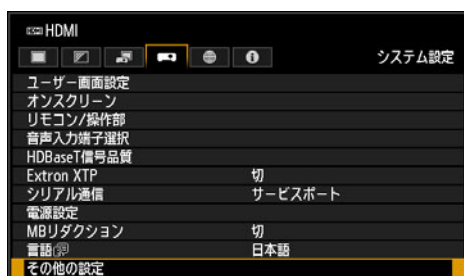 HDMI
システム設定
ユーザー画面設定
オンスクリーン
リモコン/操作部
音声入力端子選択
HDBaseT信号品質
Extron XTP 切
シリアル通信 サービスポート
電源設定
MBリダクション 切
言語 日本語
その他の設定